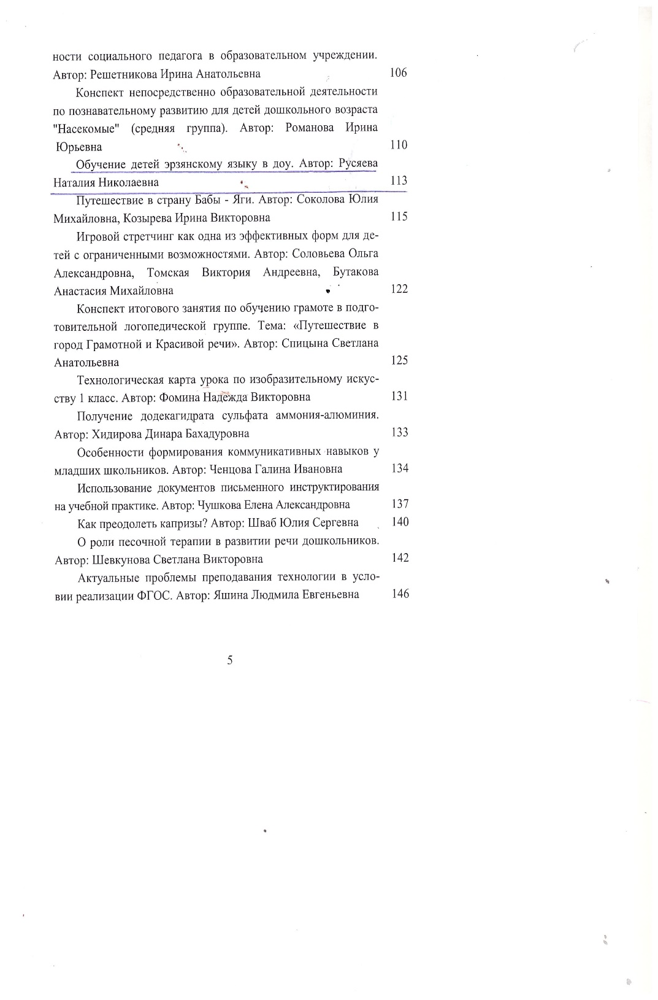 ности социального педагога в образовательном учреждении.
Автор: Решетникова Ирина Анатольевна 106
Конспект непосредственно образовательной деятельности
по познавательному развитию для детей дошкольного возраста
"Насекомые" (средняя группа). Автор: Романова Ирина
Юрьевна 110
Обучение детей эрзянскому языку в доу. Автор: Русяева
Наталия Николаевна 113
Путешествие в страну Бабы - Яги. Автор: Соколова Юлия
Михайловна, Козырева Ирина Викторовна 115
Игровой стретчинг как одна из эффективных форм для де-
тей с ограниченными возможностями. Автор: Соловьева Ольга
Александровна, Томская Виктория Андреевна, Бутакова
Анастасия Михайловна 122
Конспект итогового занятия по обучению грамоте в подго-
товительной логопедической группе. Тема: «Путешествие в
город Грамотной и Красивой речи». Автор: Спицына Светлана
Анатольевна 125
Технологическая карта урока по изобразительному искус-
ству 1 класс. Автор: Фомина Надежда Викторовна 131
Получение додекагидрата сульфата аммония-алюминия.
Автор: Хидирова Динара Бахадуровна 133
Особенности формирования коммуникативных навыков у
младших школьников. Автор: Ченцова Галина Ивановна 134
Использование документов письменного инструктирования
на учебной практике. Автор: Чушкова Елена Александровна 137
Как преодолеть капризы? Автор: Шваб Юлия Сергевна 140
О роли песочной терапии в развитии речи дошкольников.
Автор: Шевкунова Светлана Викторовна 142
Актуальные проблемы преподавания технологии в усло-
вии реализации ФГОС. Автор: Яшина Людмила Евгеньевна 146
5